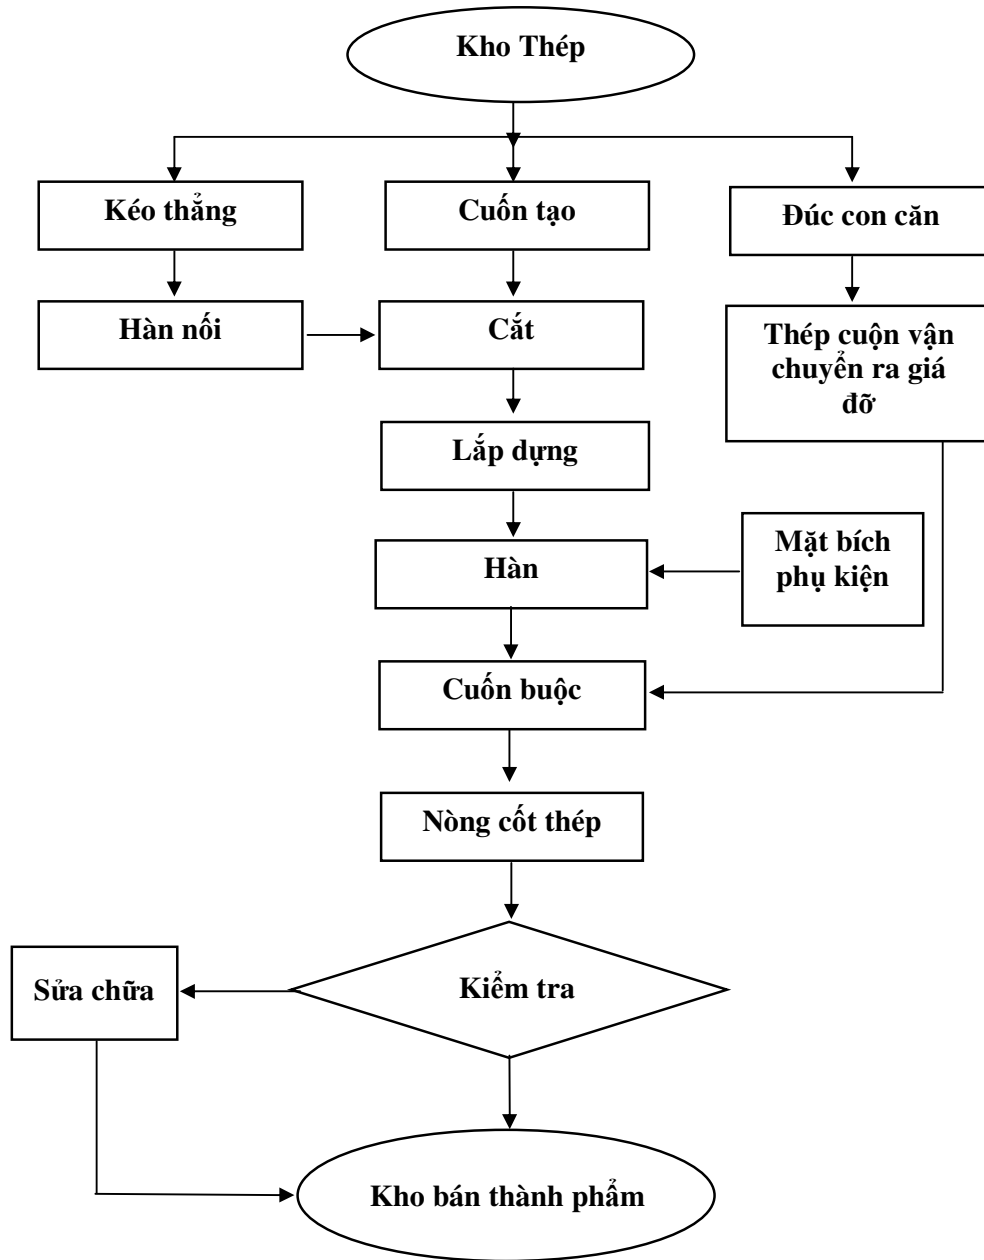 Kho Thép
Kéo thẳng
Cuốn tạo
Đúc con căn
Hàn nối
Cắt
Thép cuộn vận
chuyển ra giá
đỡ
Lắp dựng
Mặt bích
phụ kiện
Hàn
Cuốn buộc
Nòng cốt thép
Sửa chữa
Kiểm tra
Kho bán thành phẩm